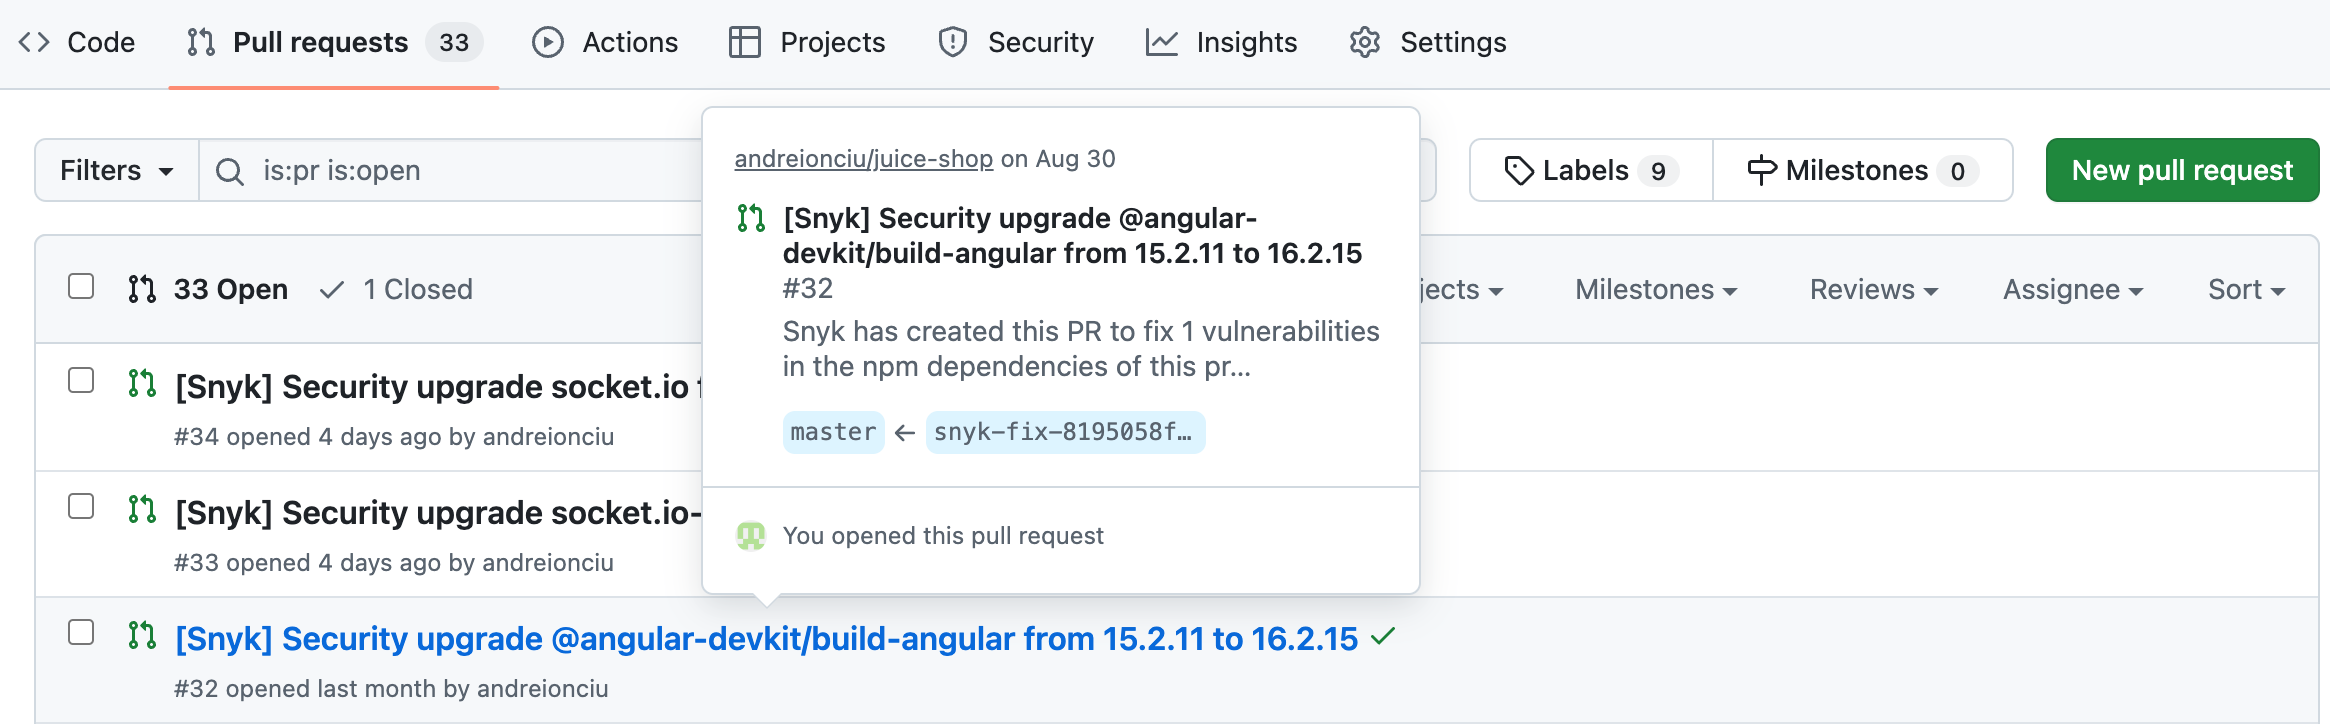 Code Pull requests 33 Actions Projects Security Insights Settings
Filters is:pr is:open Labels 9 Milestones 0 New pull request
andreionciu/juice-shop on Aug 30
[Snyk] Security upgrade @angular-
devkit/build-angular from 15.2.11 to 16.2.15
#32
Snyk has created this PR to fix 1 vulnerabilities
in the npm dependencies of this pr...
master ← snyk-fix-8195058f…
You opened this pull request
33 Open 1 Closed jects Milestones Reviews Assignee Sort
[Snyk] Security upgrade socket.io
#34 opened 4 days ago by andreionciu
[Snyk] Security upgrade socket.io-
#33 opened 4 days ago by andreionciu
[Snyk] Security upgrade @angular-devkit/build-angular from 15.2.11 to 16.2.15
#32 opened last month by andreionciu